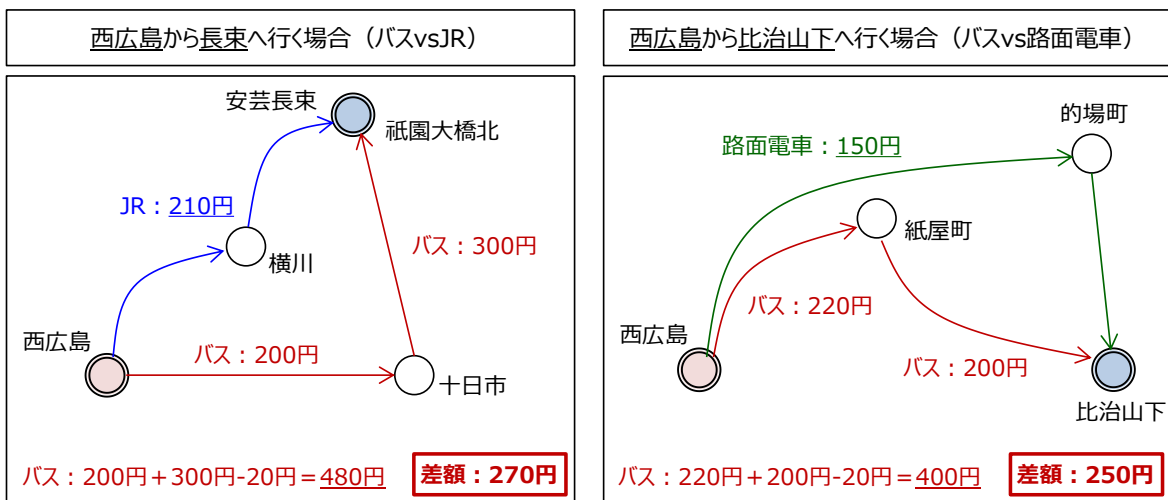 西広島から長束へ行く場合（バスvsJR）
安芸長束
祇園大橋北
JR：210円
横川
バス：300円
西広島
バス：200円
十日市
バス：200円＋300円-20円＝480円
差額：270円
西広島から比治山下へ行く場合（バスvs路面電車）
的場町
路面電車：150円
紙屋町
バス：220円
西広島
バス：200円
比治山下
バス：220円＋200円-20円＝400円
差額：250円